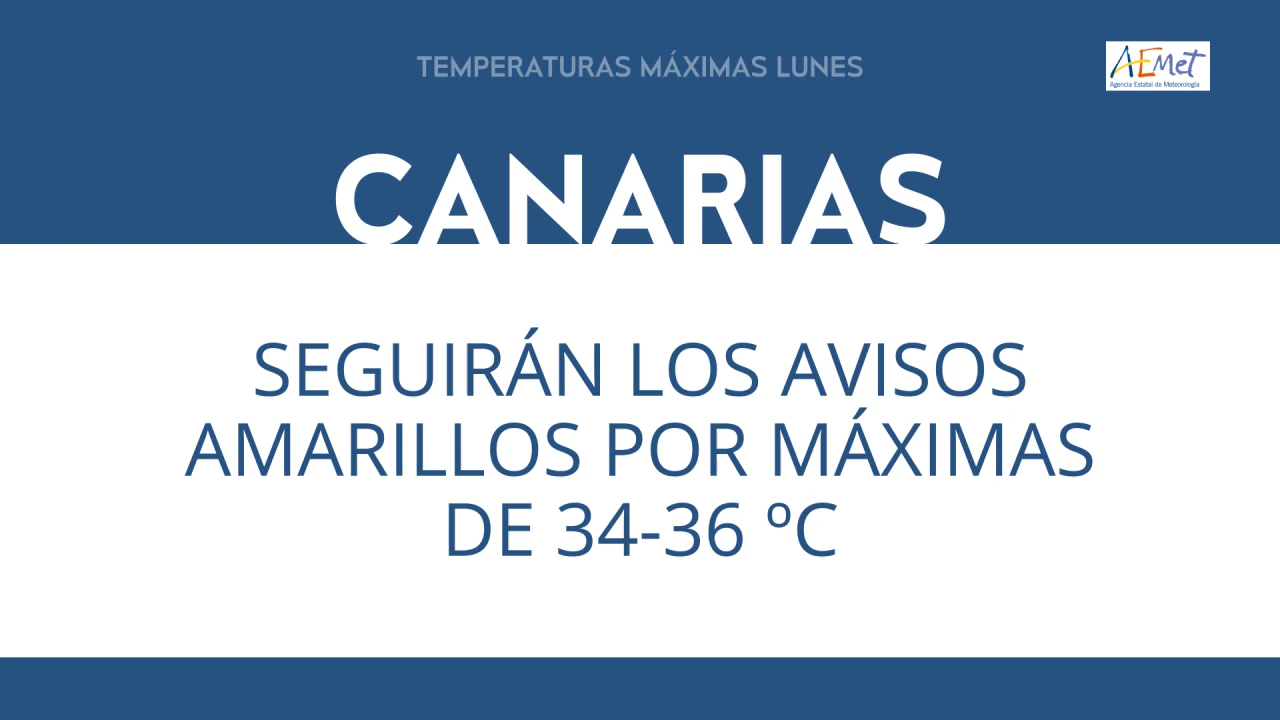 TEMPERATURAS MÁXIMAS LUNES
AEMet
Agencia Estatal de Meteorología
CANARIAS
SEGUIRÁN LOS AVISOS
AMARILLOS POR MÁXIMAS
DE 34-36 ºC